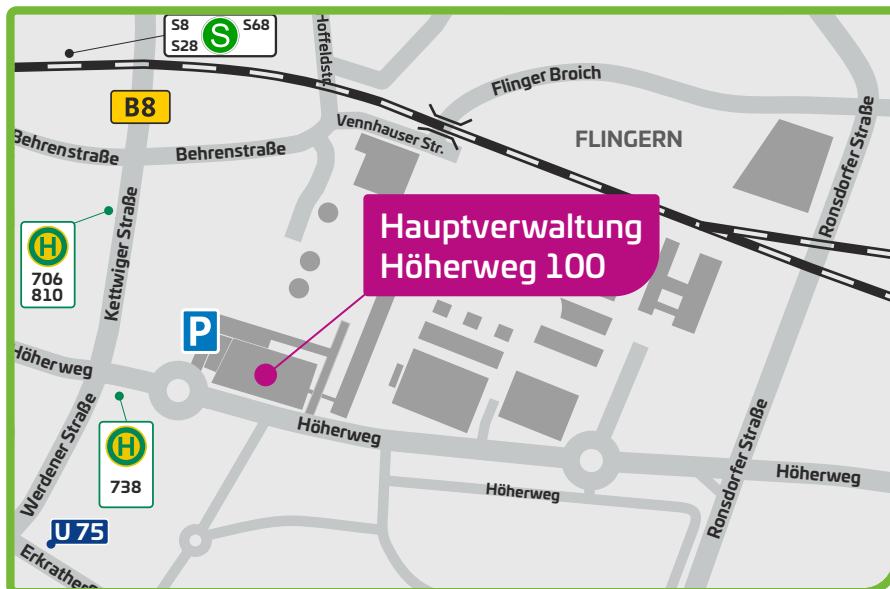 S8
S28
S
S68
Hoffeldstr.
B8
Flinger Broich
Vennhauser Str.
FLINGERN
Behrenstraße
Behrenstraße
Ronsdorfer Straße
Hauptverwaltung
Höherweg 100
H
706
810
Kettwiger Straße
P
Höherweg
Werdener Straße
H
738
Höherweg
Ronsdorfer Straße
Höherweg
Höherweg
U 75